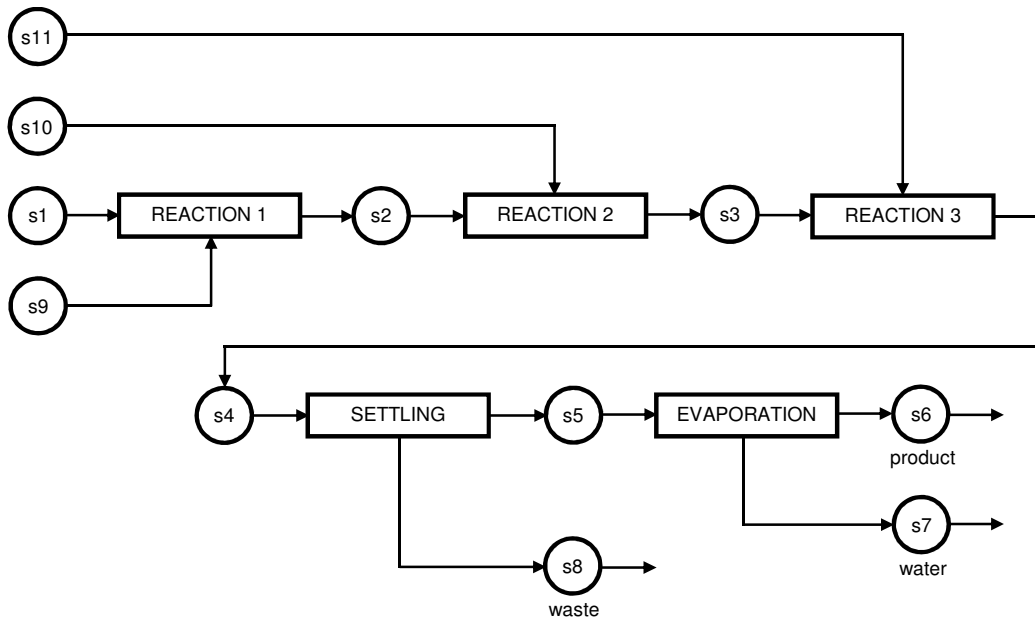 s11
s10
s1
REACTION 1
s2
REACTION 2
s3
REACTION 3
s9
s4
SETTLING
s5
EVAPORATION
s6
product
s7
water
s8
waste